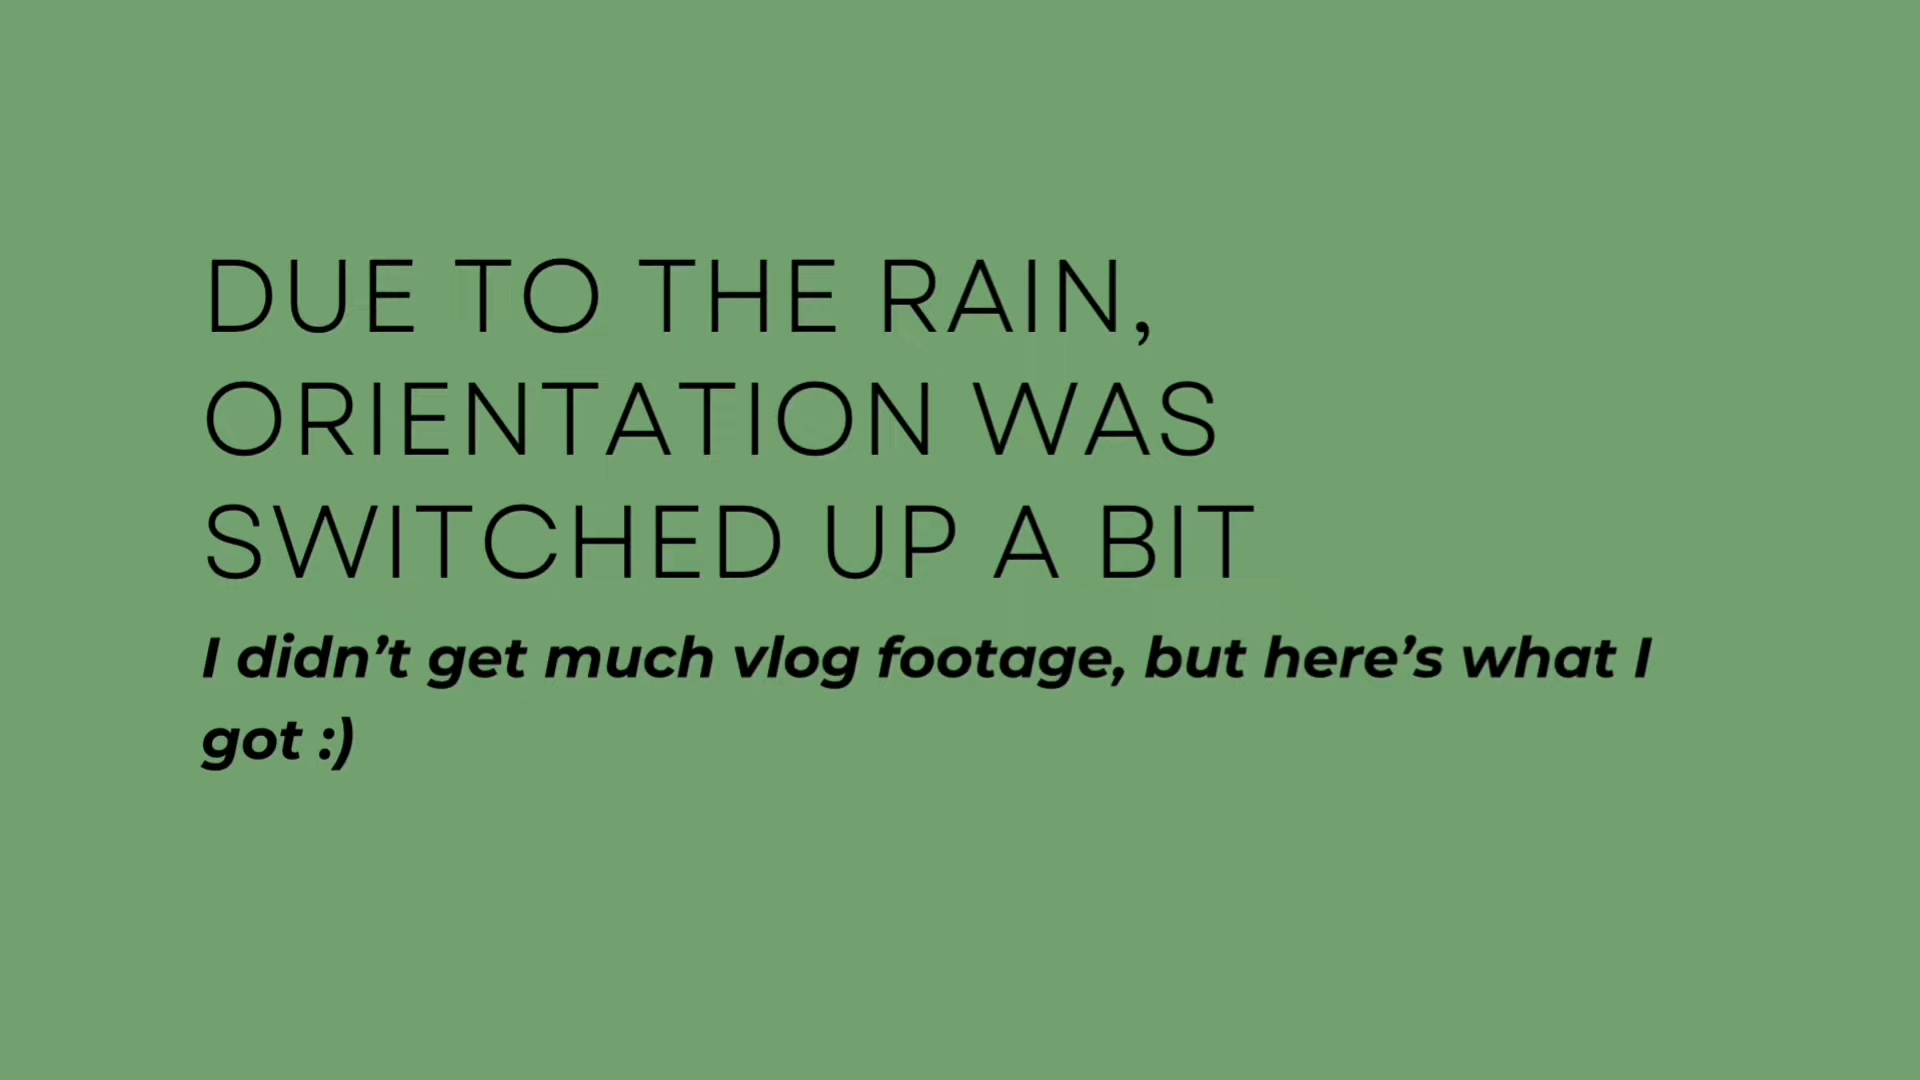 DUE TO THE RAIN,
ORIENTATION WAS
SWITCHED UP A BIT
I didn’t get much vlog footage, but here’s what I
got :)